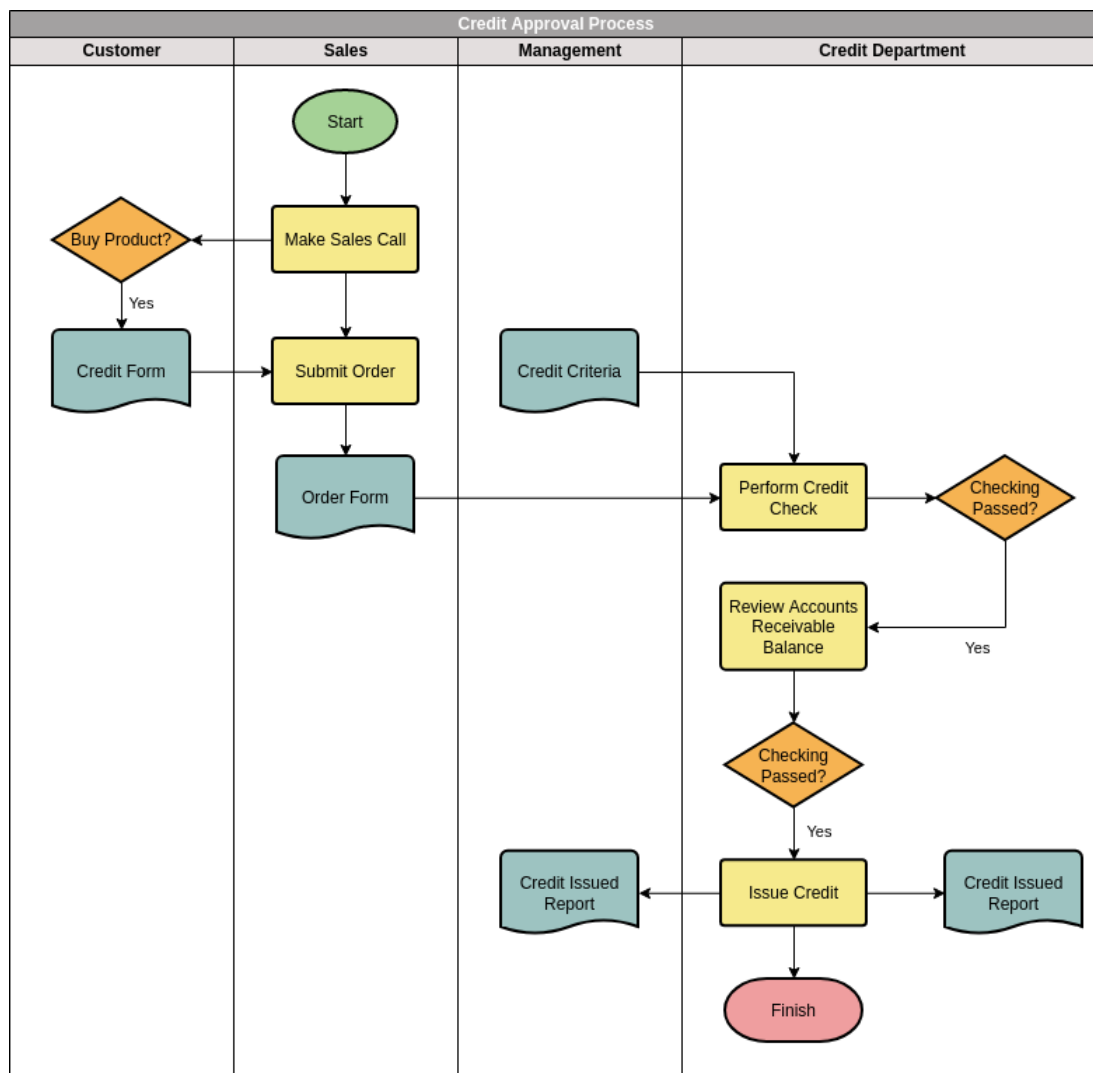 Credit Approval Process
Customer
Sales
Management
Credit Department
Start
Buy Product?
Make Sales Call
Yes
Credit Form
Submit Order
Credit Criteria
Order Form
Perform Credit
Check
Checking
Passed?
Review Accounts
Receivable
Balance
Yes
Checking
Passed?
Yes
Credit Issued
Report
Issue Credit
Credit Issued
Report
Finish